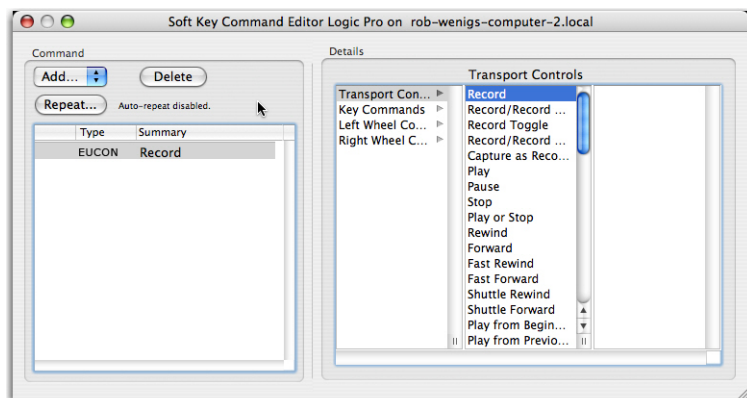 Soft Key Command Editor Logic Pro on rob-wenigs-computer-2.local
Command
Add...
Delete
Repeat...
Auto-repeat disabled.
Type Summary
EUCON Record
Details
Transport Controls
Transport Con...
Key Commands
Left Wheel Co...
Right Wheel C...
Record
Record/Record ...
Record Toggle
Record/Record ...
Capture as Reco...
Play
Pause
Stop
Play or Stop
Rewind
Forward
Fast Rewind
Fast Forward
Shuttle Rewind
Shuttle Forward
Play from Begin...
Play from Previo...